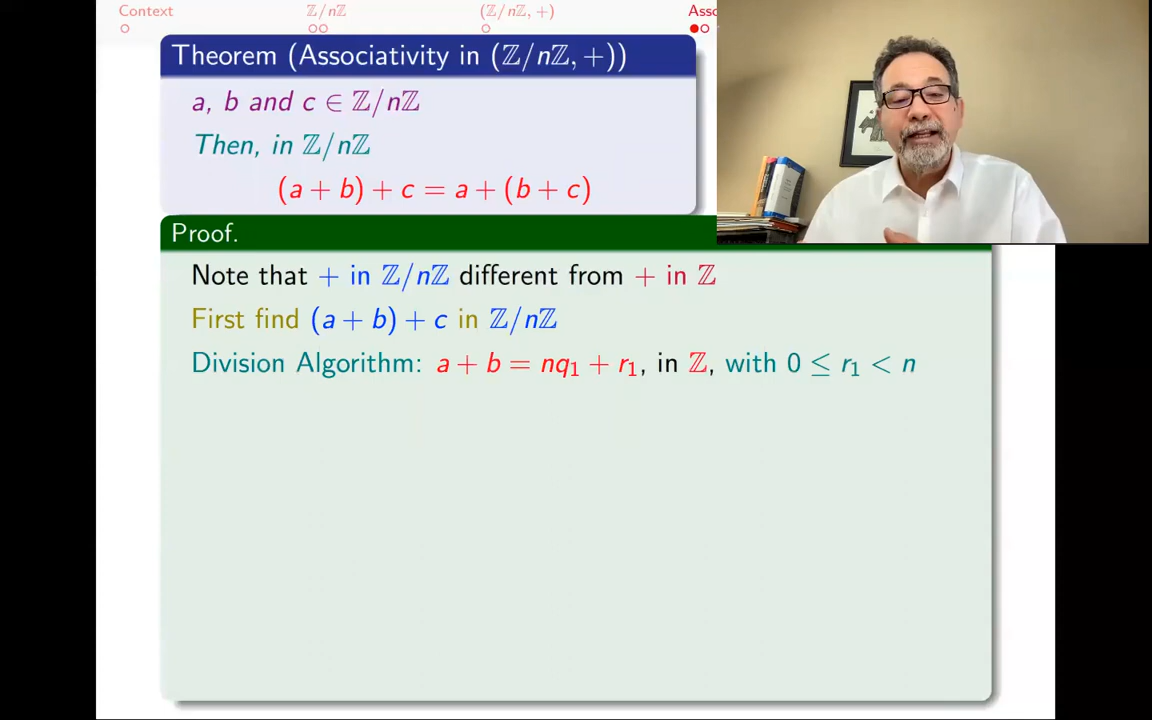 Context
ℤ/nℤ
(ℤ/nℤ, +)
Asso
Theorem (Associativity in (ℤ/nℤ, +))
a, b and c ∈ ℤ/nℤ
Then, in ℤ/nℤ
(a + b) + c = a + (b + c)
Proof.
Note that + in ℤ/nℤ different from + in ℤ
First find (a + b) + c in ℤ/nℤ
Division Algorithm: a + b = nq₁ + r₁, in ℤ, with 0 ≤ r₁ < n